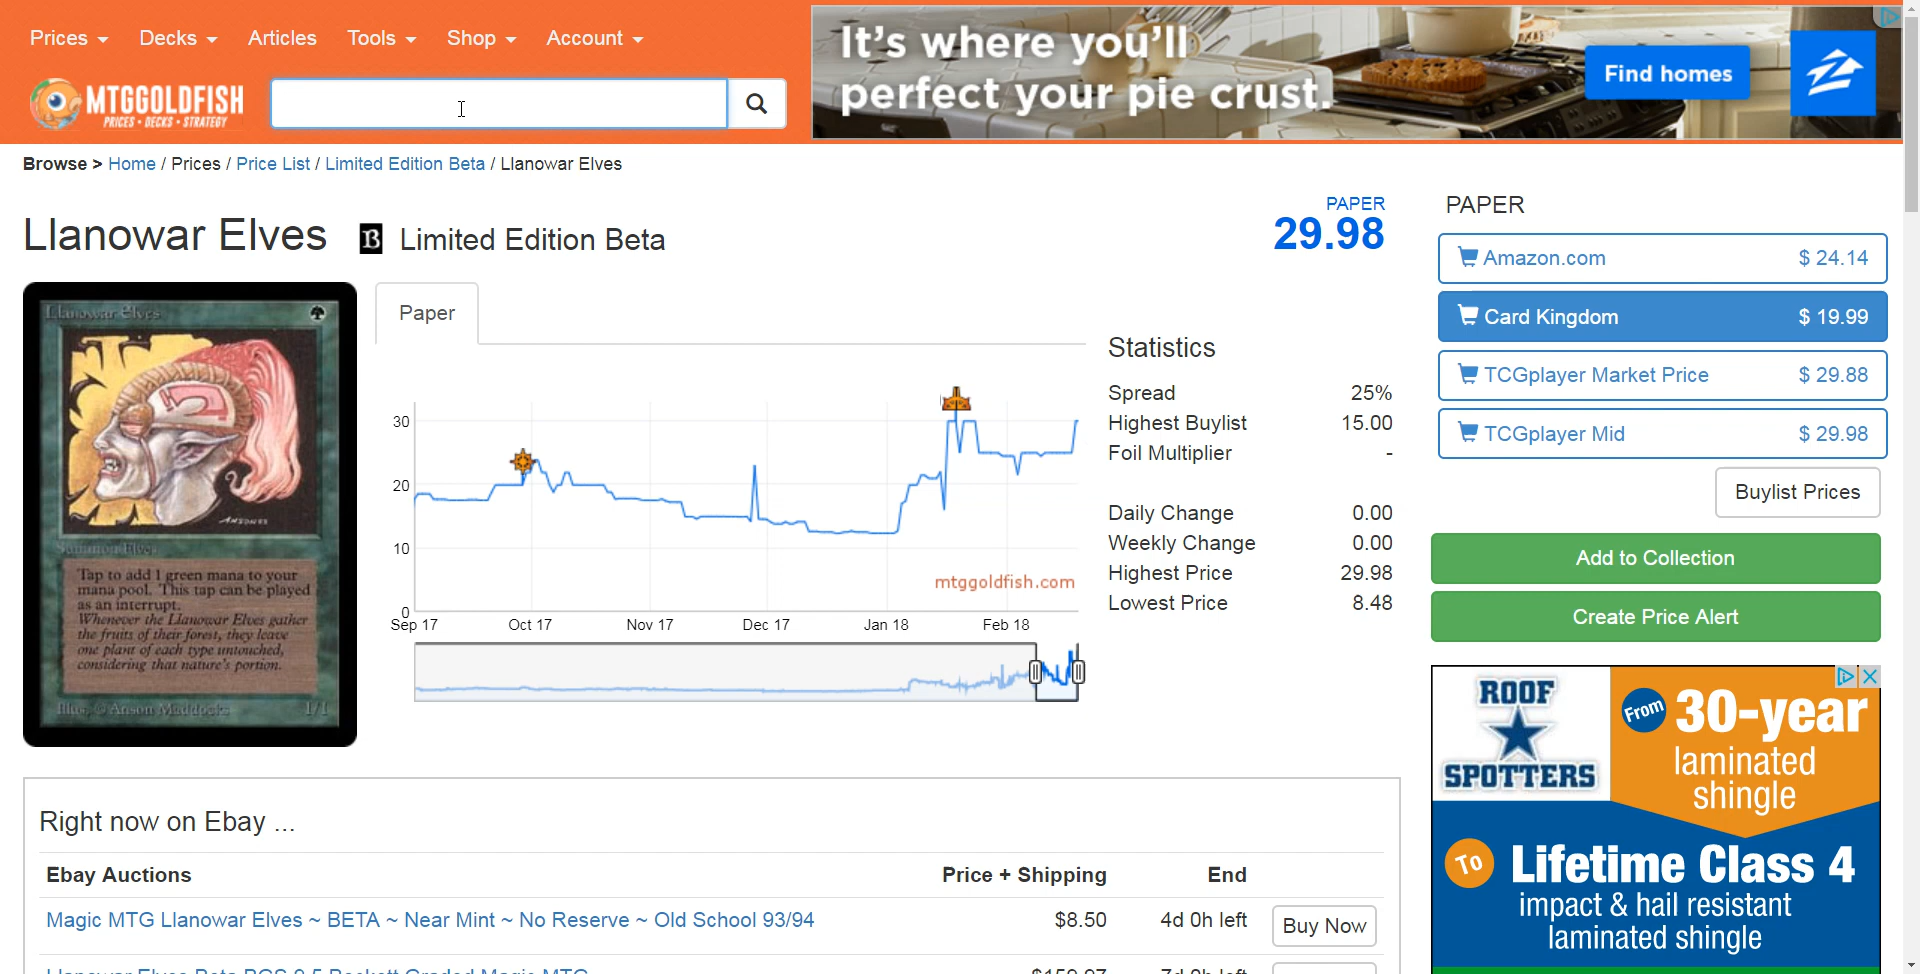 Prices Decks Articles Tools Shop Account
MTGGOLDFISH
PRICES • DECKS • STRATEGY
It's where you'll
perfect your pie crust.
Find homes
Browse > Home / Prices / Price List / Limited Edition Beta / Llanowar Elves
Llanowar Elves B Limited Edition Beta
PAPER
29.98
Llanowar Elves
Summon Elves
Tap to add 1 green mana to your
mana pool. This tap can be played
as an interrupt.
Whenever the Llanowar Elves gather
the fruits of their forest, they leave
one plant of each type untouched,
considering that nature's portion.
Illus. © Anson Maddocks 1/1
Paper
30
20
10
0
mtggoldfish.com
Sep 17 Oct 17 Nov 17 Dec 17 Jan 18 Feb 18
Statistics
Spread 25%
Highest Buylist 15.00
Foil Multiplier -
Daily Change 0.00
Weekly Change 0.00
Highest Price 29.98
Lowest Price 8.48
PAPER
Amazon.com $ 24.14
Card Kingdom $ 19.99
TCGplayer Market Price $ 29.88
TCGplayer Mid $ 29.98
Buylist Prices
Add to Collection
Create Price Alert
ROOF
SPOTTERS
From 30-year
laminated
shingle
To Lifetime Class 4
impact & hail resistant
laminated shingle
Right now on Ebay ...
Ebay Auctions Price + Shipping End
Magic MTG Llanowar Elves ~ BETA ~ Near Mint ~ No Reserve ~ Old School 93/94 $8.50 4d 0h left Buy Now